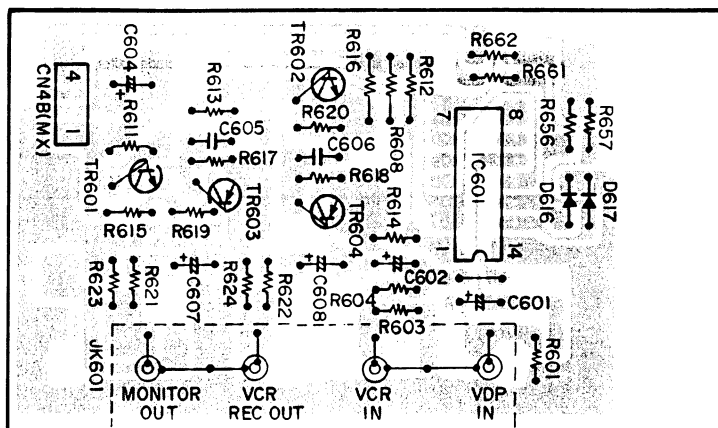 R662
R661
R616
R612
R608
TR602
C604
+
CN4B(MX)
4
1
R611
R613
C605
R617
R620
C606
R618
7
8
IC601
1
14
R656
R657
D616
D617
TR601
TR603
TR604
R615
R619
R614
R623
R621
+
C607
R624
R622
+
C608
+
C602
R604
R603
+
C601
R601
JK601
MONITOR
OUT
VCR
REC OUT
VCR
IN
VDP
IN